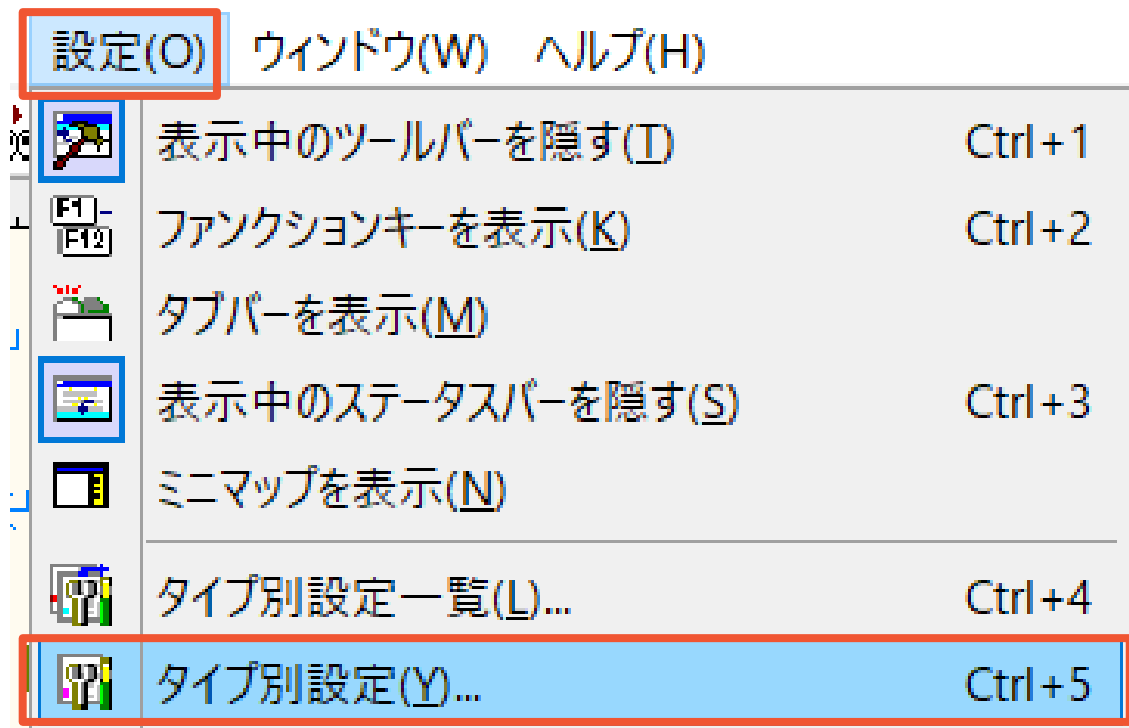 設定(O) ウィンドウ(W) ヘルプ(H)
表示中のツールバーを隠す(T) Ctrl+1
F1
F12
ファンクションキーを表示(K) Ctrl+2
タブバーを表示(M)
表示中のステータスバーを隠す(S) Ctrl+3
ミニマップを表示(N)
タイプ別設定一覧(L)... Ctrl+4
タイプ別設定(Y)... Ctrl+5